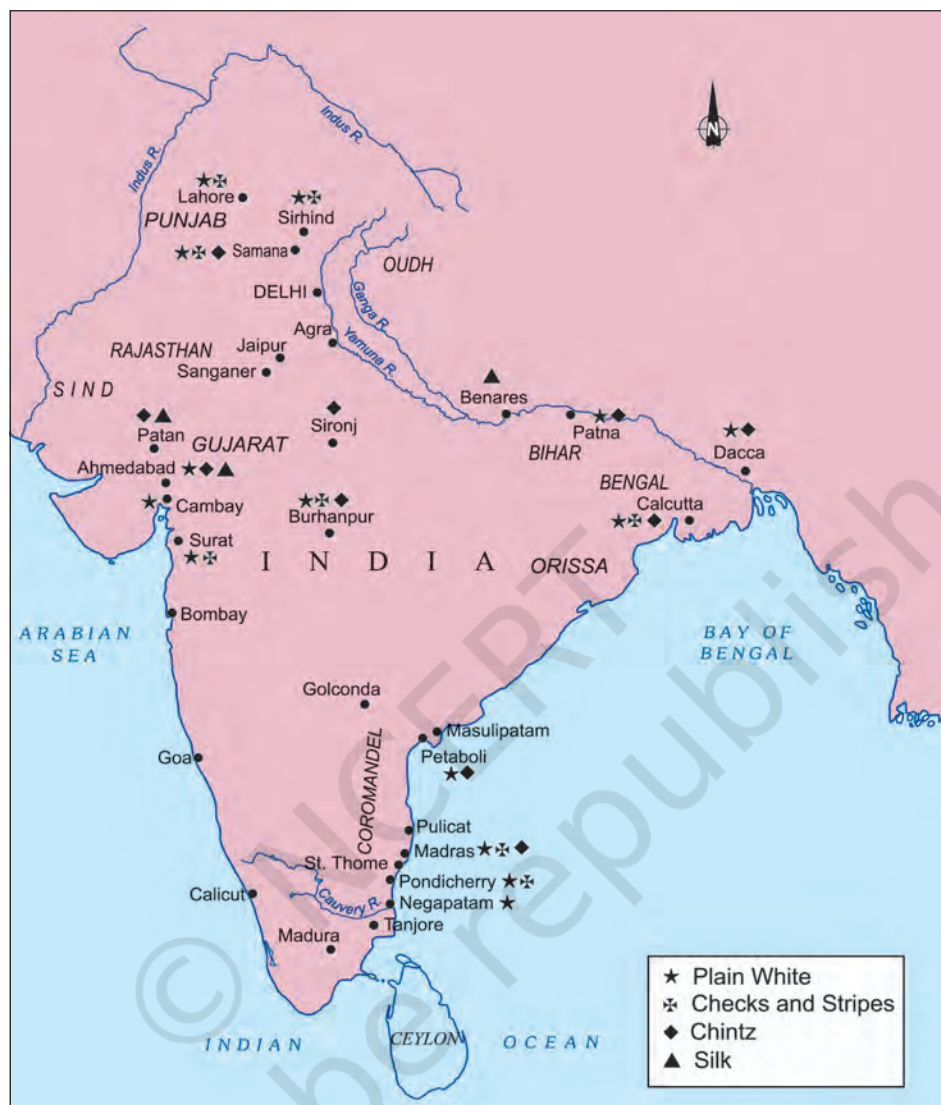 Indus R.
Indus R.
N
Lahore
PUNJAB
Sirhind
Samana
OUDH
DELHI
Ganga R.
Yamuna R.
Agra
RAJASTHAN
Jaipur
Sanganer
SIND
Benares
Patan
GUJARAT
Sironj
Patna
BIHAR
Dacca
Ahmedabad
Cambay
BENGAL
Calcutta
Burhanpur
Surat
INDIA
ORISSA
Bombay
ARABIAN
SEA
BAY OF
BENGAL
Golconda
Masulipatam
Goa
Petaboli
COROMANDEL
Pulicat
Madras
St. Thome
Pondicherry
Calicut
Cauvery R.
Negapatam
Tanjore
Madura
INDIAN
CEYLON
OCEAN
Plain White
Checks and Stripes
Chintz
Silk
© NCERT
be republish